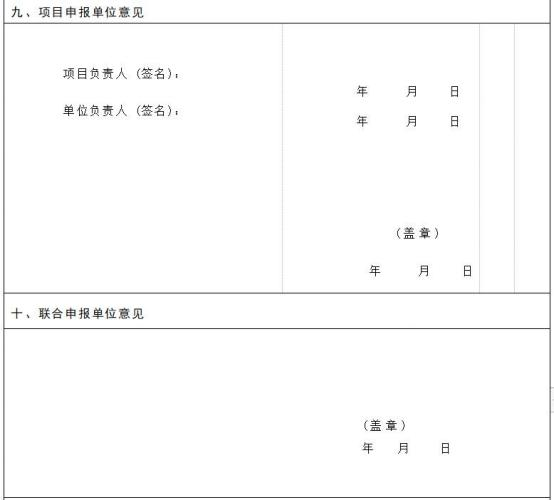 九、项目申报单位意见
项目负责人（签名）：
年 月 日
单位负责人（签名）：
年 月 日
（盖 章 ）
年 月 日
十、联合申报单位意见
（盖 章 ）
年 月 日